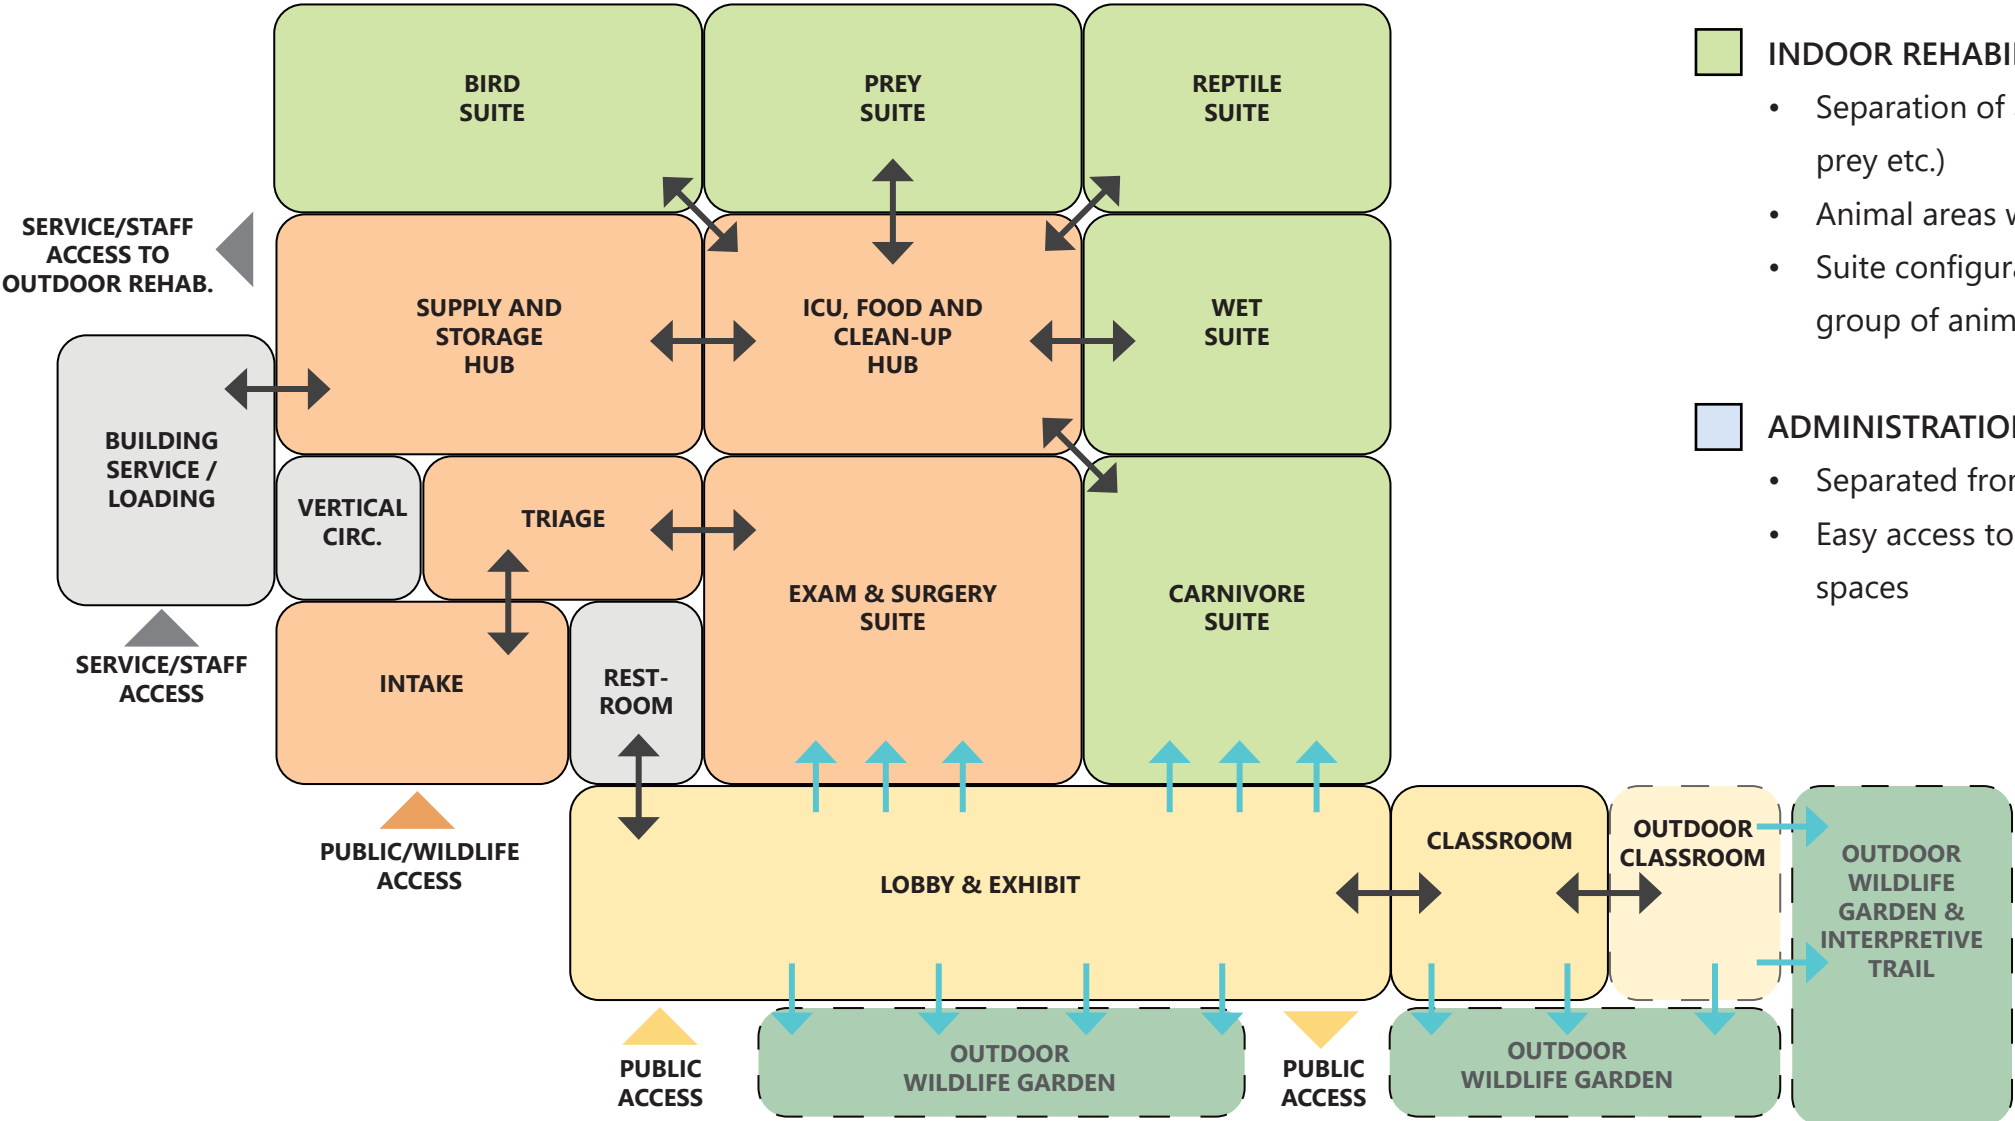 BIRD
SUITE
PREY
SUITE
REPTILE
SUITE
SERVICE/STAFF
ACCESS TO
OUTDOOR REHAB.
SUPPLY AND
STORAGE
HUB
ICU, FOOD AND
CLEAN-UP
HUB
WET
SUITE
BUILDING
SERVICE /
LOADING
VERTICAL
CIRC.
TRIAGE
EXAM & SURGERY
SUITE
CARNIVORE
SUITE
SERVICE/STAFF
ACCESS
INTAKE
REST-
ROOM
PUBLIC/WILDLIFE
ACCESS
LOBBY & EXHIBIT
CLASSROOM
OUTDOOR
CLASSROOM
OUTDOOR
WILDLIFE
GARDEN &
INTERPRETIVE
TRAIL
PUBLIC
ACCESS
OUTDOOR
WILDLIFE GARDEN
PUBLIC
ACCESS
OUTDOOR
WILDLIFE GARDEN
INDOOR REHABI
• Separation of
prey etc.)
• Animal areas
• Suite configur
group of anim
ADMINISTRATIO
• Separated fro
• Easy access to
spaces